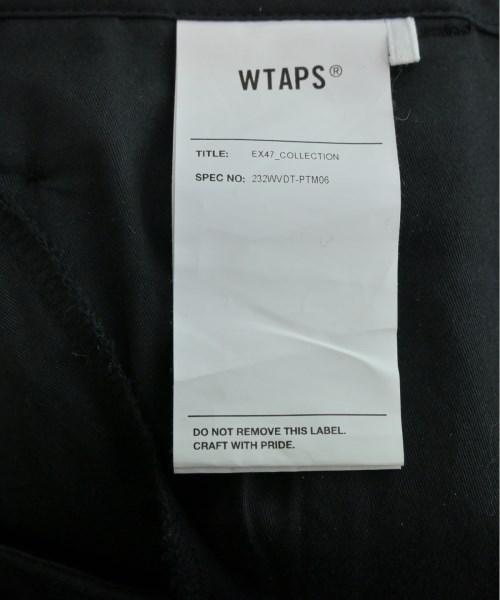 WTAPS®
TITLE: EX47_COLLECTION
SPEC NO: 232WVDT-PTM06
DO NOT REMOVE THIS LABEL.
CRAFT WITH PRIDE.